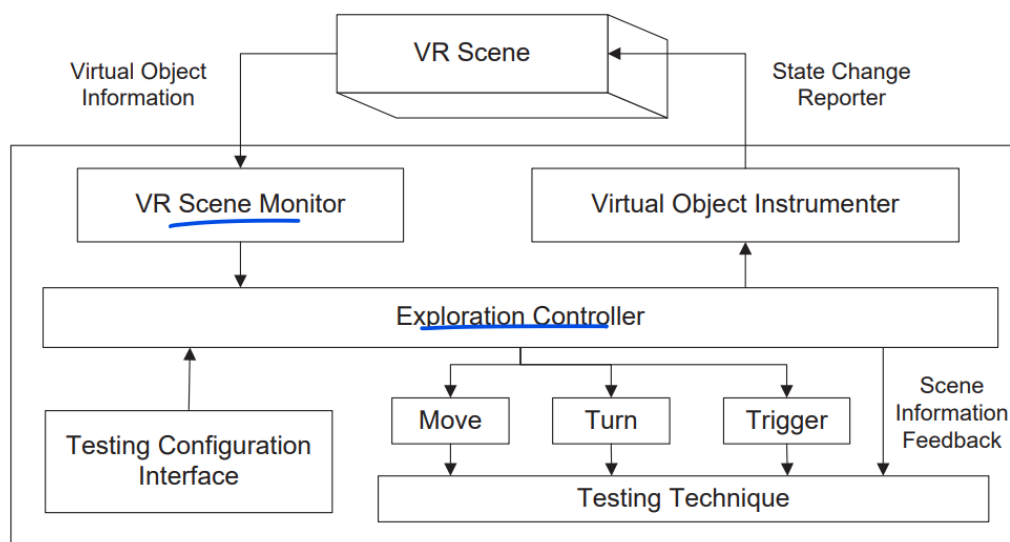 VR Scene
Virtual Object
Information
State Change
Reporter
VR Scene Monitor
Virtual Object Instrumenter
Exploration Controller
Testing Configuration
Interface
Move
Turn
Trigger
Scene
Information
Feedback
Testing Technique